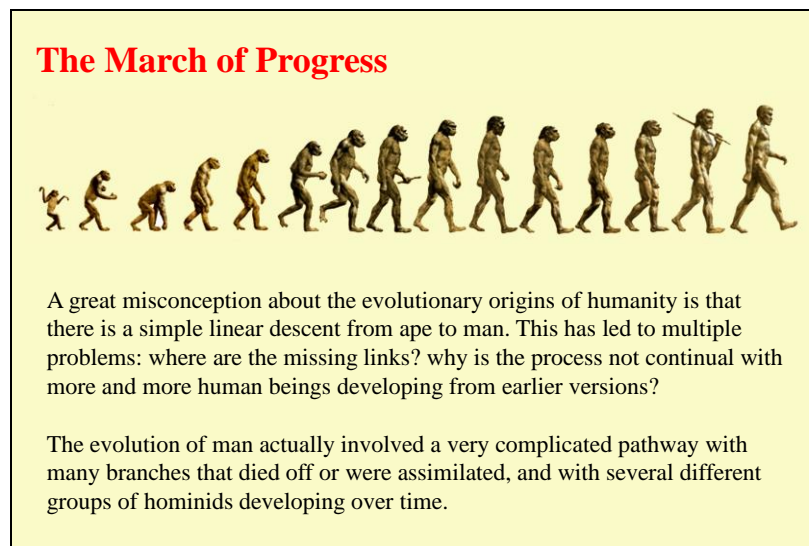 The March of Progress
A great misconception about the evolutionary origins of humanity is that
there is a simple linear descent from ape to man. This has led to multiple
problems: where are the missing links? why is the process not continual with
more and more human beings developing from earlier versions?
The evolution of man actually involved a very complicated pathway with
many branches that died off or were assimilated, and with several different
groups of hominids developing over time.